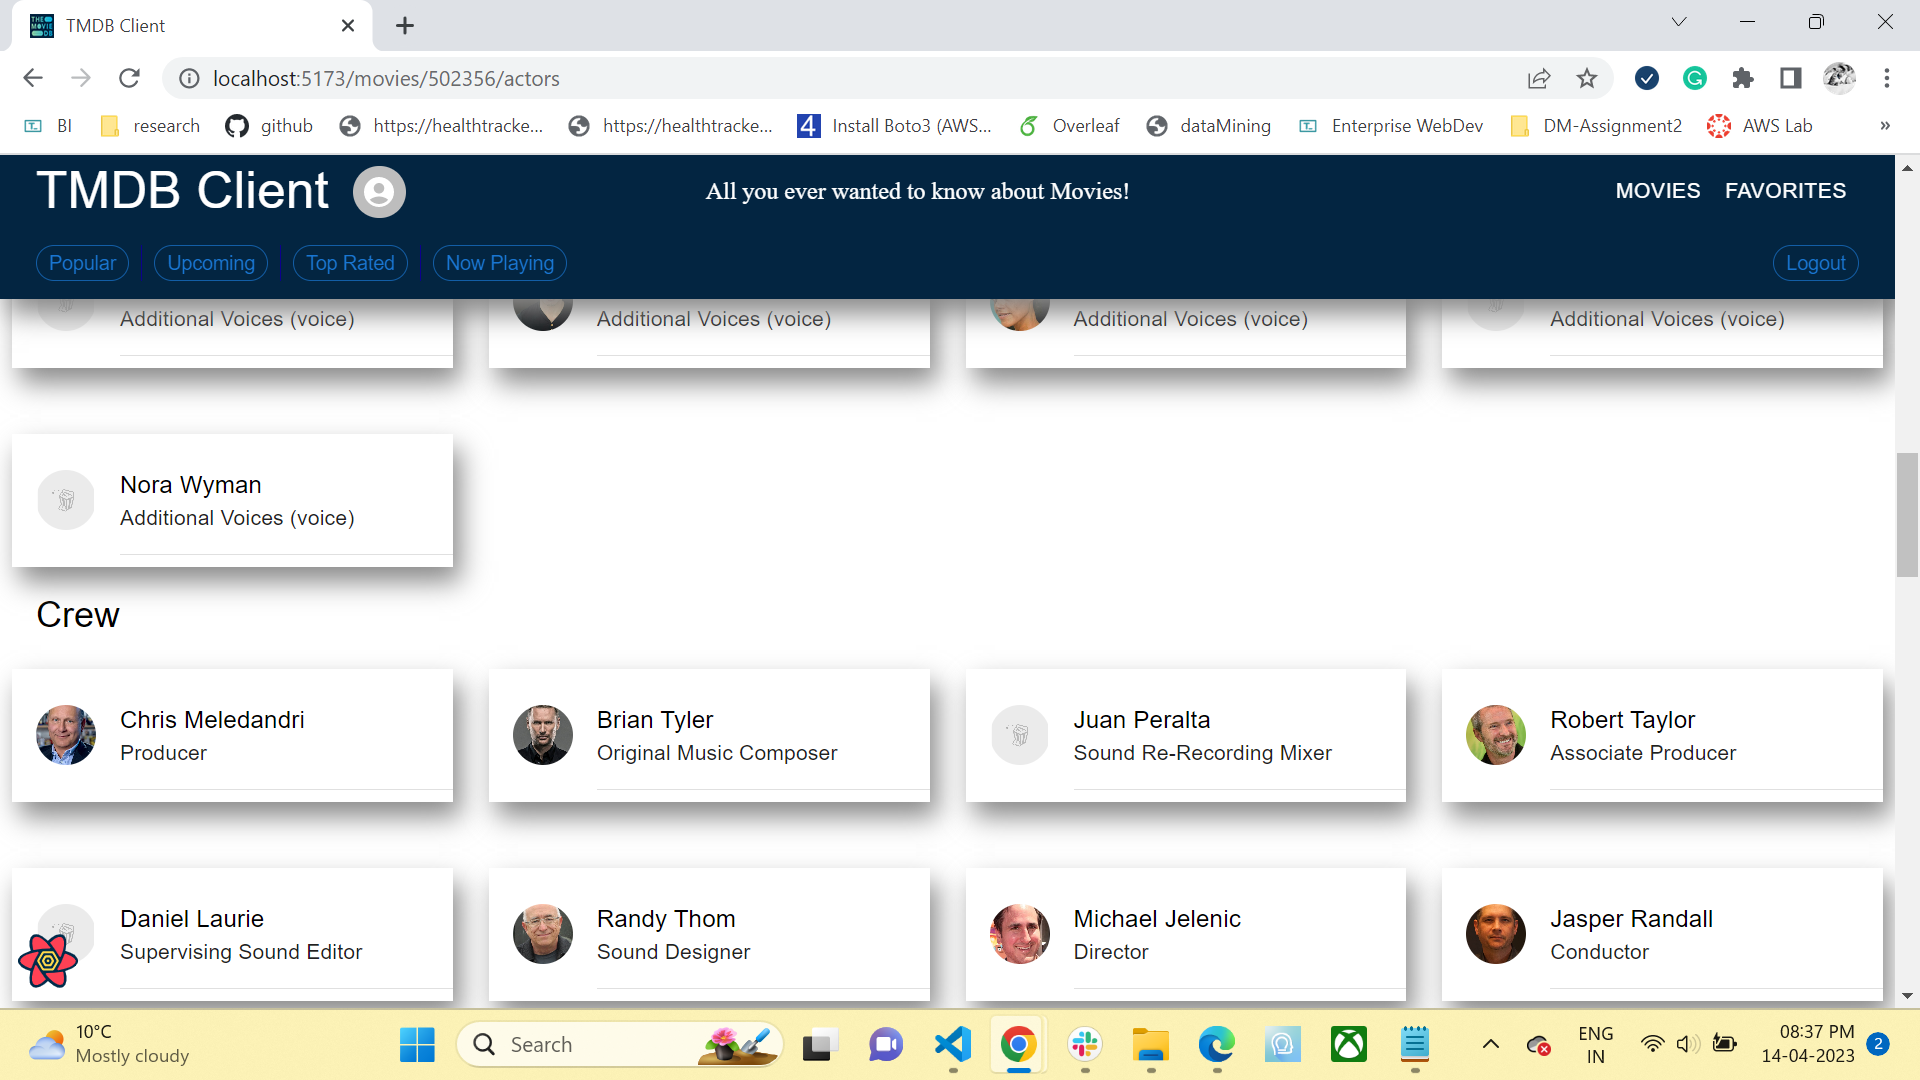 TMDB Client
localhost:5173/movies/502356/actors
BI research github https://healthtracke... https://healthtracke... Install Boto3 (AWS... Overleaf dataMining Enterprise WebDev DM-Assignment2 AWS Lab »
TMDB Client All you ever wanted to know about Movies! MOVIES FAVORITES
Popular Upcoming Top Rated Now Playing Logout
Additional Voices (voice) Additional Voices (voice) Additional Voices (voice) Additional Voices (voice)
Nora Wyman
Additional Voices (voice)
Crew
Chris Meledandri Brian Tyler Juan Peralta Robert Taylor
Producer Original Music Composer Sound Re-Recording Mixer Associate Producer
Daniel Laurie Randy Thom Michael Jelenic Jasper Randall
Supervising Sound Editor Sound Designer Director Conductor
10°C
Mostly cloudy
Search
ENG
IN
08:37 PM
14-04-2023
2